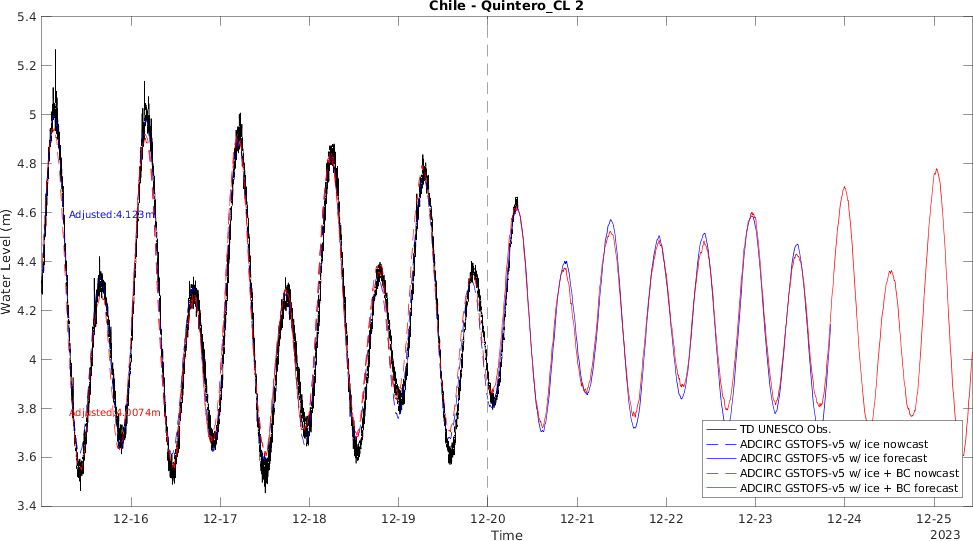 Chile - Quintero_CL 2
5.4
5.2
5
4.8
4.6
4.4
4.2
4
3.8
3.6
3.4
Water Level (m)
Adjusted:4.123m
Adjusted:4.0074m
TD UNESCO Obs.
ADCIRC GSTOFS-v5 w/ ice nowcast
ADCIRC GSTOFS-v5 w/ ice forecast
ADCIRC GSTOFS-v5 w/ ice + BC nowcast
ADCIRC GSTOFS-v5 w/ ice + BC forecast
12-16
12-17
12-18
12-19
12-20
12-21
12-22
12-23
12-24
12-25
Time
2023